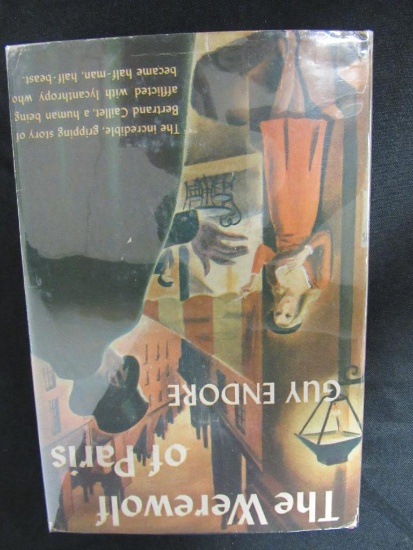 The Werewolf
of Paris
GUY ENDORE
The incredible, gripping story of
Bertrand Caillet, a human being
afflicted with lycanthropy who
became half-man, half-beast.